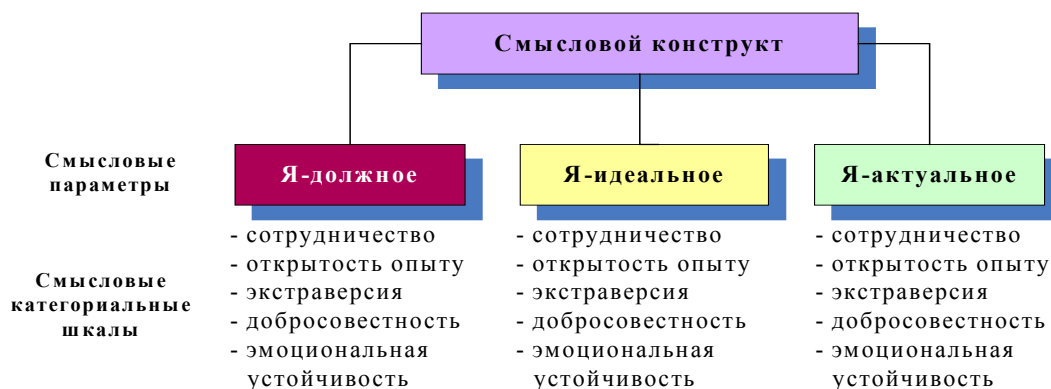 Смысловой конструкт
Смысловые
параметры
Я-должное
Я-идеальное
Я-актуальное
Смысловые
категориальные
шкалы
- сотрудничество
- открытость опыту
- экстраверсия
- добросовестность
- эмоциональная
устойчивость
- сотрудничество
- открытость опыту
- экстраверсия
- добросовестность
- эмоциональная
устойчивость
- сотрудничество
- открытость опыту
- экстраверсия
- добросовестность
- эмоциональная
устойчивость